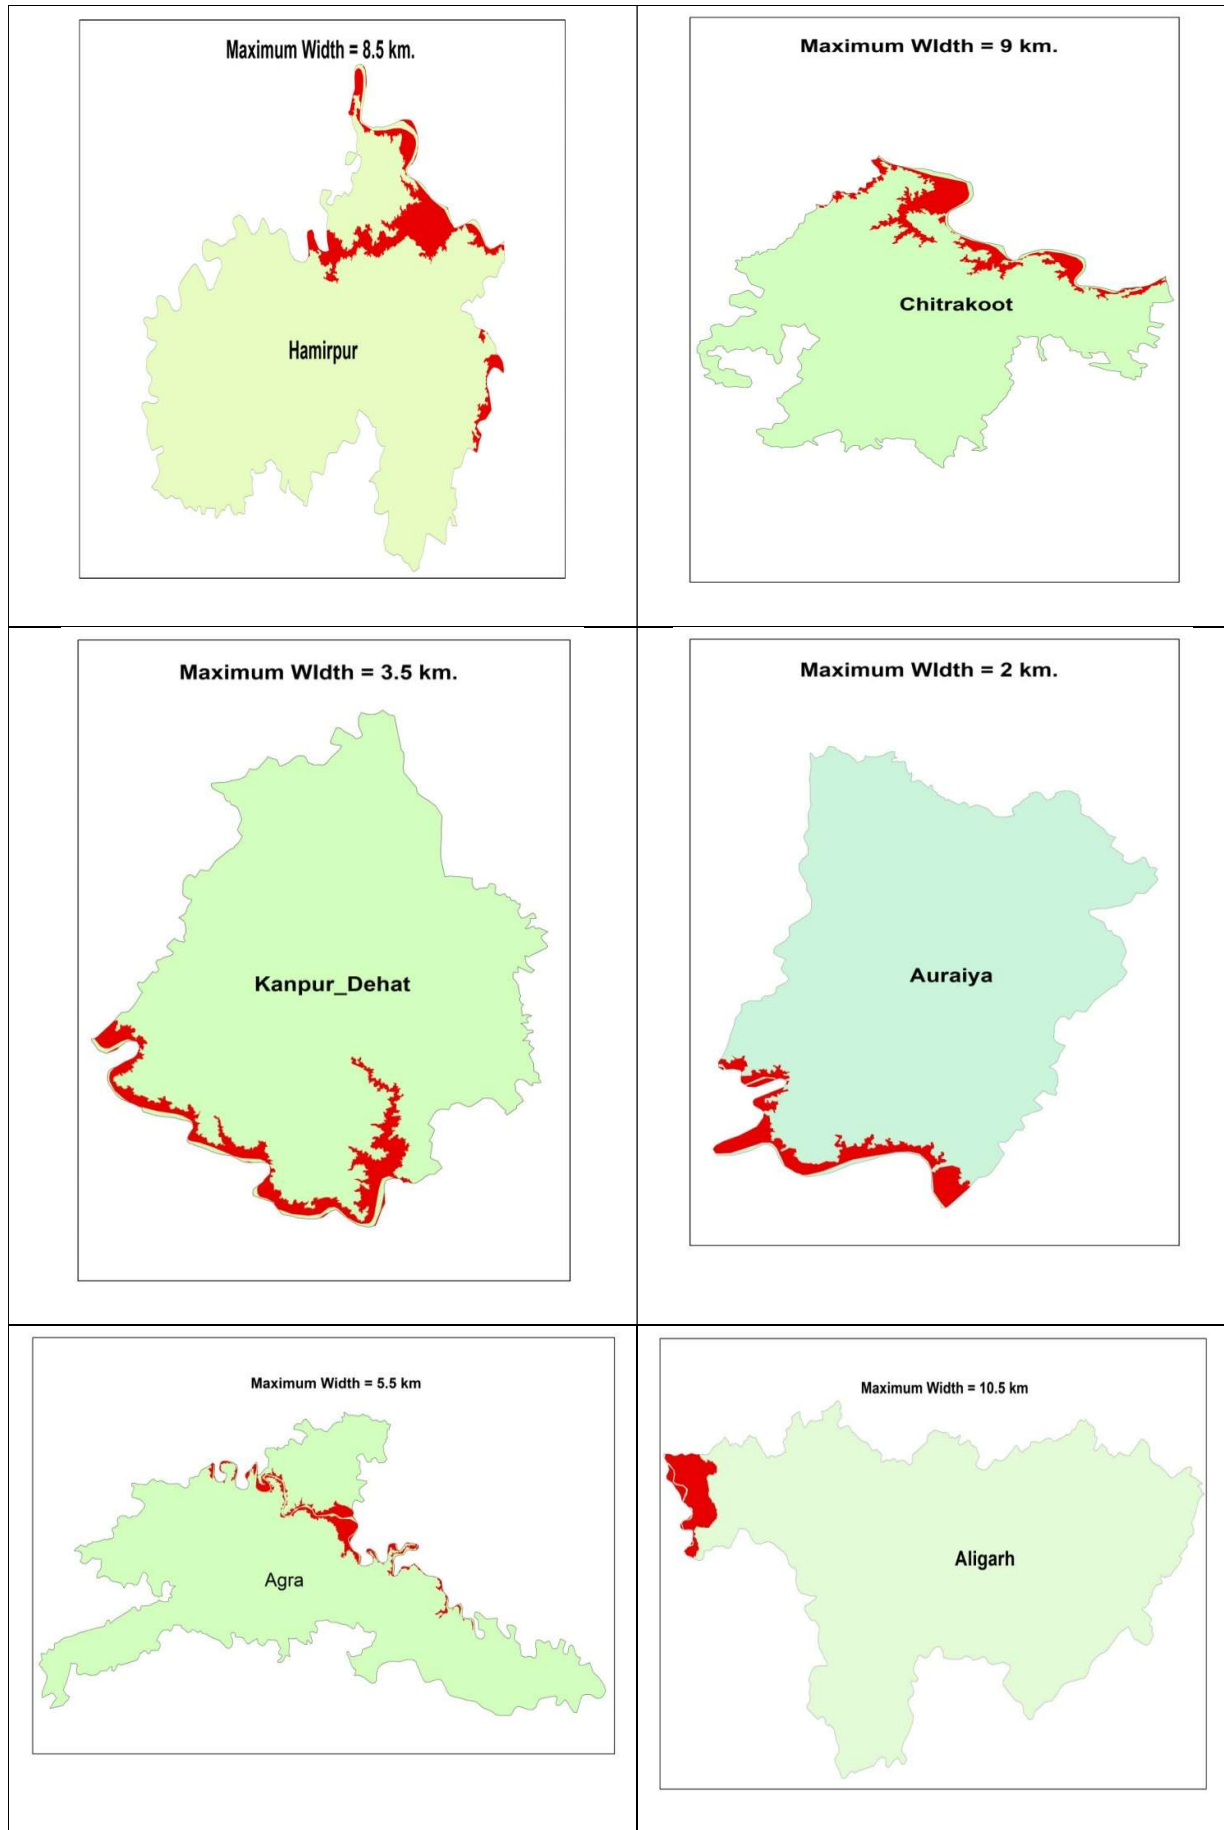 Maximum Width = 8.5 km.
Hamirpur
Maximum WIdth = 9 km.
Chitrakoot
Maximum WIdth = 3.5 km.
Kanpur_Dehat
Maximum WIdth = 2 km.
Auraiya
Maximum Width = 5.5 km
Agra
Maximum Width = 10.5 km
Aligarh